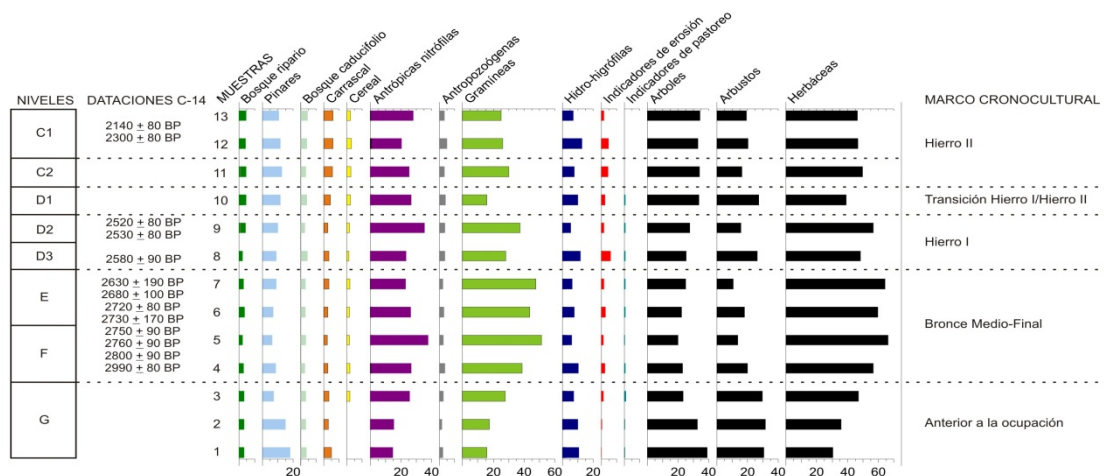 Bosque ripario
Pinares
Bosque caducifolio
Carrascal
Cereal
Antrópicas nitrófilas
Antropozoógenas
Gramíneas
Hidro-higrófilas
Indicadores de erosión
Indicadores de pastoreo
Arboles
Arbustos
Herbáceas
NIVELES
DATACIONES C-14
MUESTRAS
MARCO CRONOCULTURAL
C1
2140 ± 80 BP
2300 ± 80 BP
13
12
Hierro II
C2
11
D1
10
Transición Hierro I/Hierro II
D2
2520 ± 80 BP
2530 ± 80 BP
9
Hierro I
D3
2580 ± 90 BP
8
E
2630 ± 190 BP
2680 ± 100 BP
2720 ± 80 BP
2730 ± 170 BP
7
6
Bronce Medio-Final
F
2750 ± 90 BP
2760 ± 90 BP
2800 ± 90 BP
2990 ± 80 BP
5
4
G
3
2
1
Anterior a la ocupación
20
20 40
20 40 60
20
20 40
20 40
20 40 60